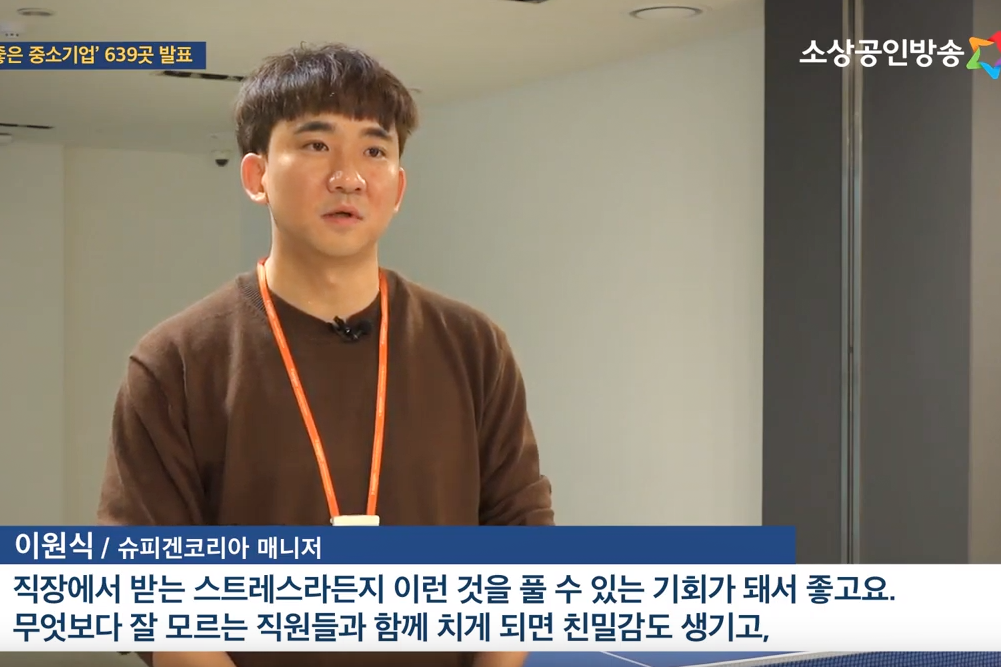 좋은 중소기업’ 639곳 발표
소상공인방송
이원식 / 슈피겐코리아 매니저
직장에서 받는 스트레스라든지 이런 것을 풀 수 있는 기회가 돼서 좋고요.
무엇보다 잘 모르는 직원들과 함께 치게 되면 친밀감도 생기고,